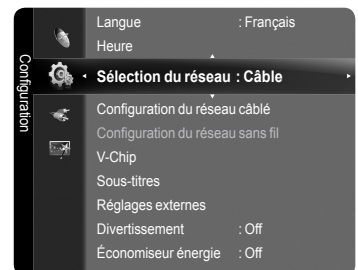 Configuration
Langue : Français
Heure
Sélection du réseau : Câble
Configuration du réseau câblé
Configuration du réseau sans fil
V-Chip
Sous-titres
Réglages externes
Divertissement : Off
Économiseur énergie : Off